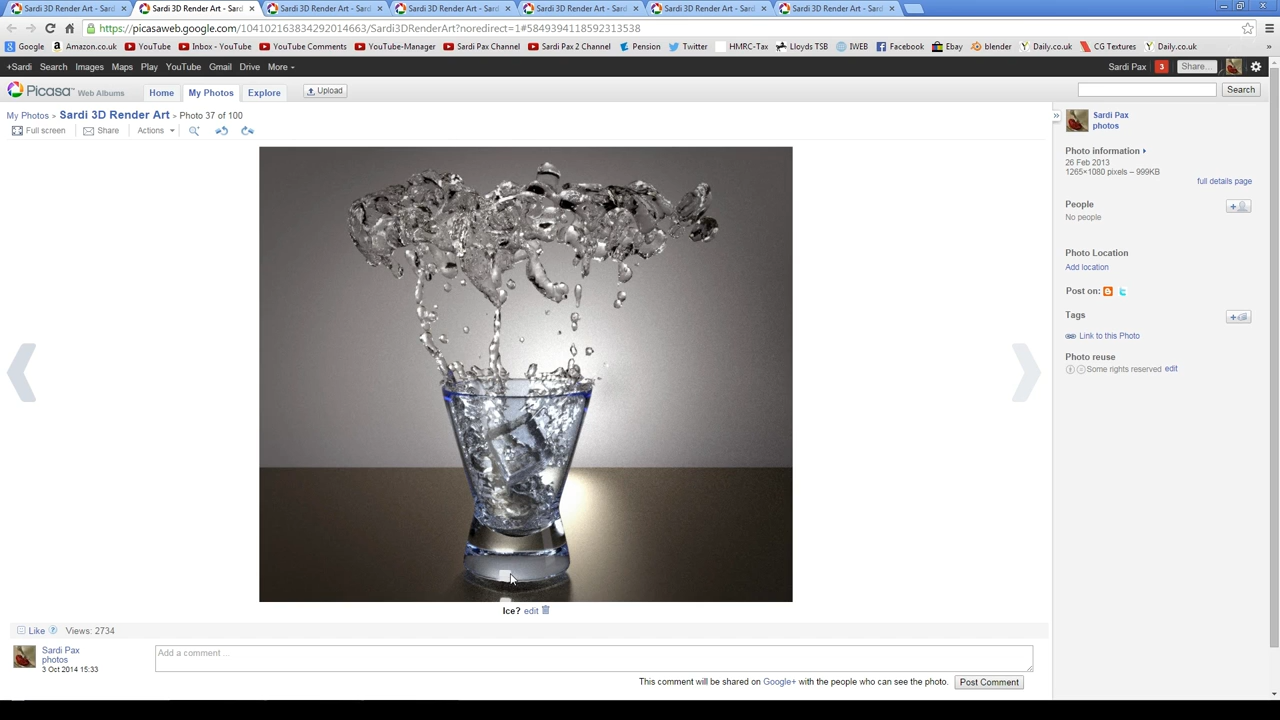 Sardi 3D Render Art - Sard
Sardi 3D Render Art - Sard
Sardi 3D Render Art - Sard
Sardi 3D Render Art - Sard
Sardi 3D Render Art - Sard
Sardi 3D Render Art - Sard
Sardi 3D Render Art - Sard
https://picasaweb.google.com/104102163834292014663/Sardi3DRenderArt?noredirect=1#5849394118592313538
Google Amazon.co.uk YouTube Inbox - YouTube YouTube Comments YouTube-Manager Sardi Pax Channel Sardi Pax 2 Channel Pension Twitter HMRC-Tax Lloyds TSB IWEB Facebook Ebay blender Daily.co.uk CG Textures Daily.co.uk »
+Sardi Search Images Maps Play YouTube Gmail Drive More
Sardi Pax 3 Share...
Picasa™ Web Albums Home My Photos Explore Upload Search
My Photos > Sardi 3D Render Art > Photo 37 of 100
Full screen Share Actions
Ice? edit
Like ? Views: 2734
Sardi Pax
photos
3 Oct 2014 15:33
Add a comment ...
This comment will be shared on Google+ with the people who can see the photo. Post Comment
»
Sardi Pax
photos
Photo information
26 Feb 2013
1265×1080 pixels – 999KB
full details page
People
No people
Photo Location
Add location
Post on:
Tags
Link to this Photo
Photo reuse
Some rights reserved edit